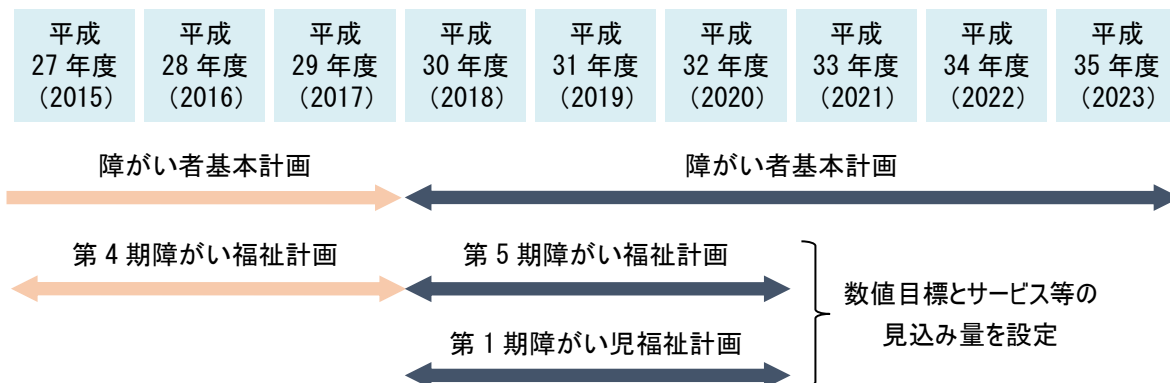 平成
27 年度
（2015）
平成
28 年度
（2016）
平成
29 年度
（2017）
平成
30 年度
（2018）
平成
31 年度
（2019）
平成
32 年度
（2020）
平成
33 年度
（2021）
平成
34 年度
（2022）
平成
35 年度
（2023）
障がい者基本計画
障がい者基本計画
第 4 期障がい福祉計画
第 5 期障がい福祉計画
数値目標とサービス等の
見込み量を設定
第 1 期障がい児福祉計画